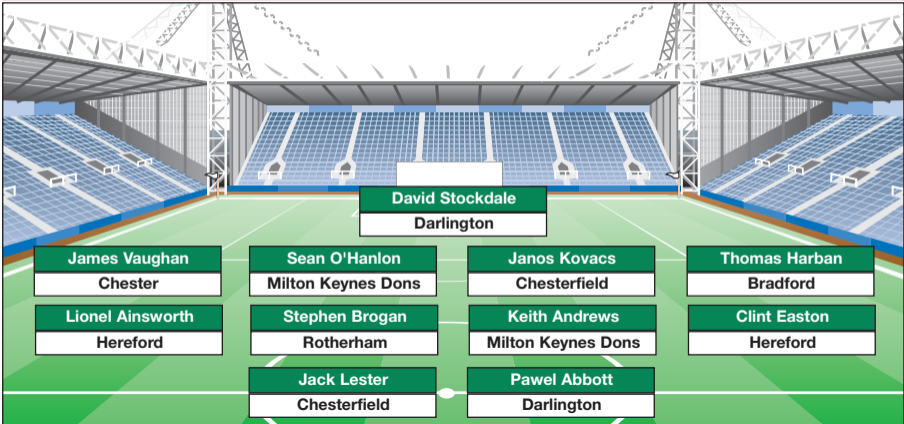 David Stockdale
Darlington
James Vaughan
Chester
Sean O'Hanlon
Milton Keynes Dons
Janos Kovacs
Chesterfield
Thomas Harban
Bradford
Lionel Ainsworth
Hereford
Stephen Brogan
Rotherham
Keith Andrews
Milton Keynes Dons
Clint Easton
Hereford
Jack Lester
Chesterfield
Pawel Abbott
Darlington